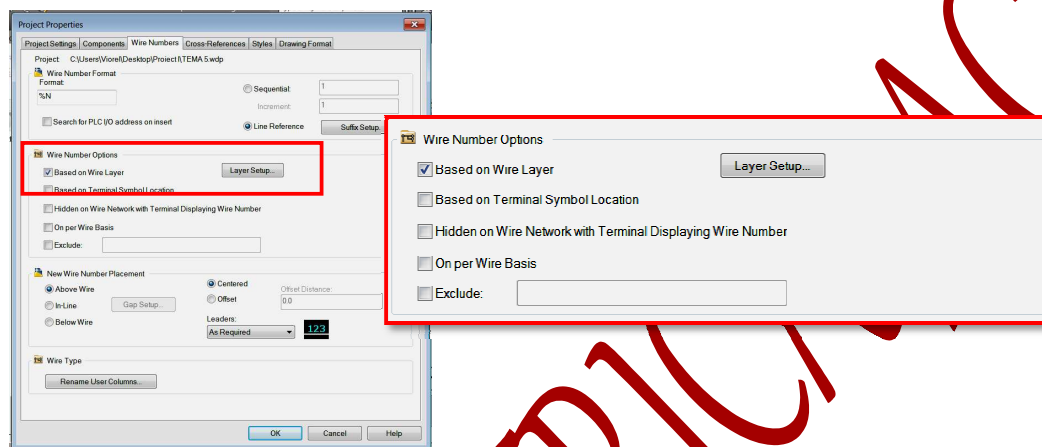 Project Properties
Project Settings Components Wire Numbers Cross-References Styles Drawing Format
Project: C:\Users\Viorel\Desktop\Proiect I\TEMA 5.wdp
Wire Number Format
Format:
%N
Sequential: 1
Increment: 1
Search for PLC I/O address on insert
Line Reference Suffix Setup...
Wire Number Options
Based on Wire Layer Layer Setup...
Based on Terminal Symbol Location
Hidden on Wire Network with Terminal Displaying Wire Number
On per Wire Basis
Exclude:
New Wire Number Placement
Above Wire Centered Offset Distance:
In-Line Gap Setup... Offset 0.0
Below Wire Leaders:
As Required 123
Wire Type
Rename User Columns...
OK Cancel Help
Wire Number Options
Based on Wire Layer Layer Setup...
Based on Terminal Symbol Location
Hidden on Wire Network with Terminal Displaying Wire Number
On per Wire Basis
Exclude: